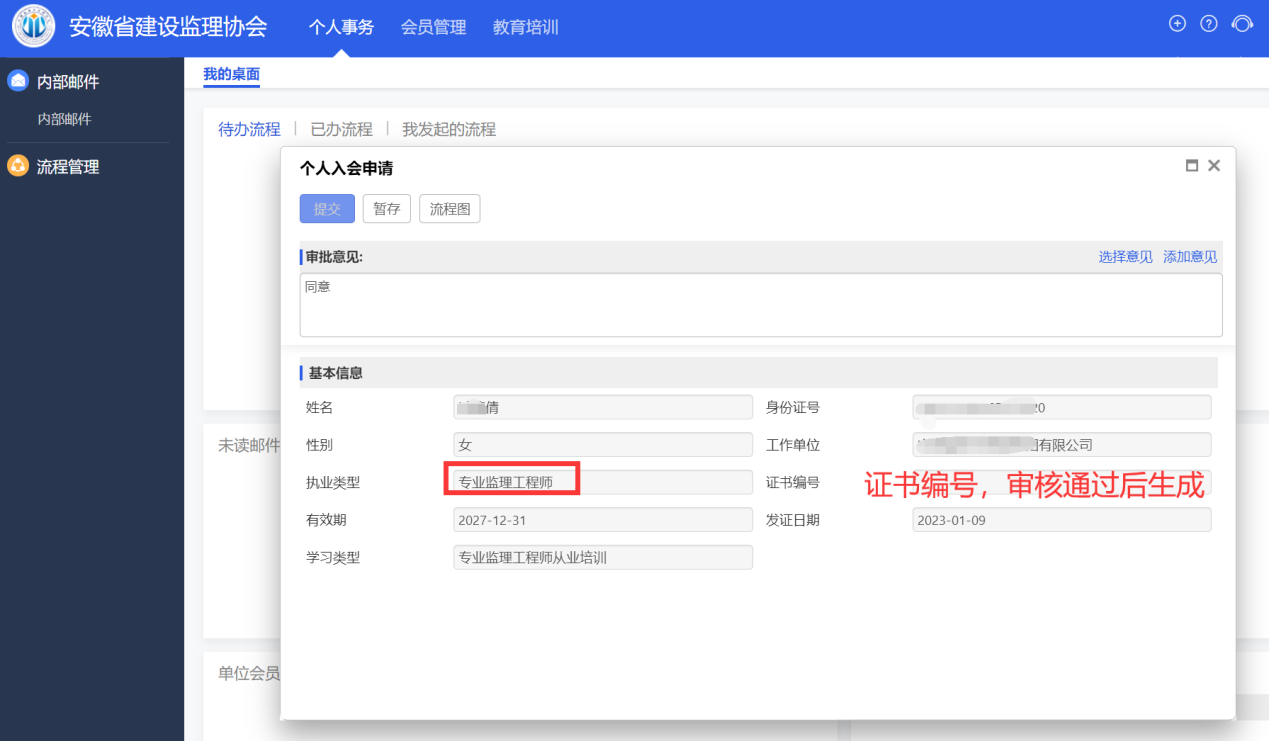 安徽省建设监理协会 个人事务 会员管理 教育培训
内部邮件
内部邮件
流程管理
我的桌面
待办流程 | 已办流程 | 我发起的流程
个人入会申请
提交 暂存 流程图
审批意见: 选择意见 添加意见
同意
基本信息
姓名 倩 身份证号 20
性别 女 工作单位 有限公司
执业类型 专业监理工程师 证书编号 证书编号，审核通过后生成
有效期 2027-12-31 发证日期 2023-01-09
学习类型 专业监理工程师从业培训
未读邮件
单位会员